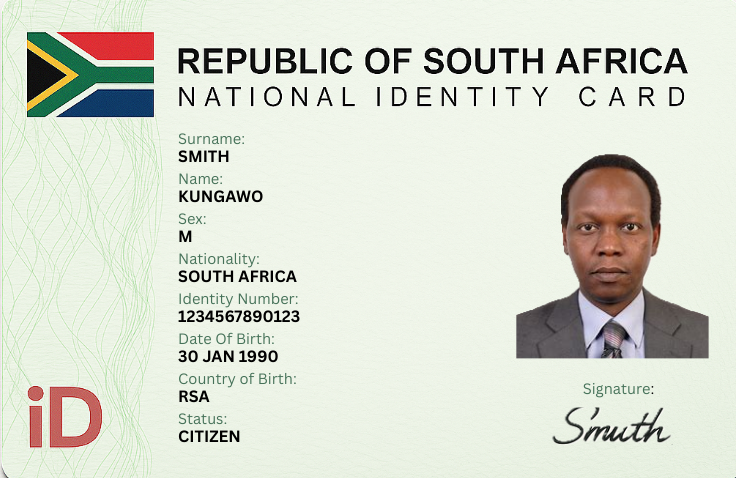 REPUBLIC OF SOUTH AFRICA
NATIONAL IDENTITY CARD
Surname:
SMITH
Name:
KUNGAWO
Sex:
M
Nationality:
SOUTH AFRICA
Identity Number:
1234567890123
Date Of Birth:
30 JAN 1990
Country of Birth:
RSA
Status:
CITIZEN
iD
Signature:
S'muth